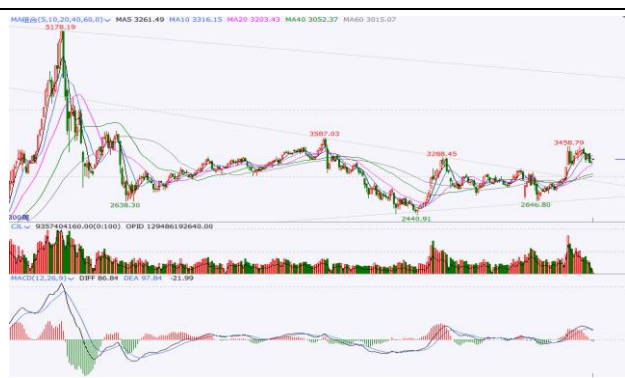 MA组合(5,10,20,40,60,0) MA5 3261.49 MA10 3316.15 MA20 3203.43 MA40 3052.37 MA60 3015.07
5178.19
3587.03
3288.45
3458.79
2638.30
2440.91
2646.80
CJL 9357404160.00(0:100) OPID 129486192640.00
MACD(12,26,9) DIFF 86.84 DEA 97.84 -21.99